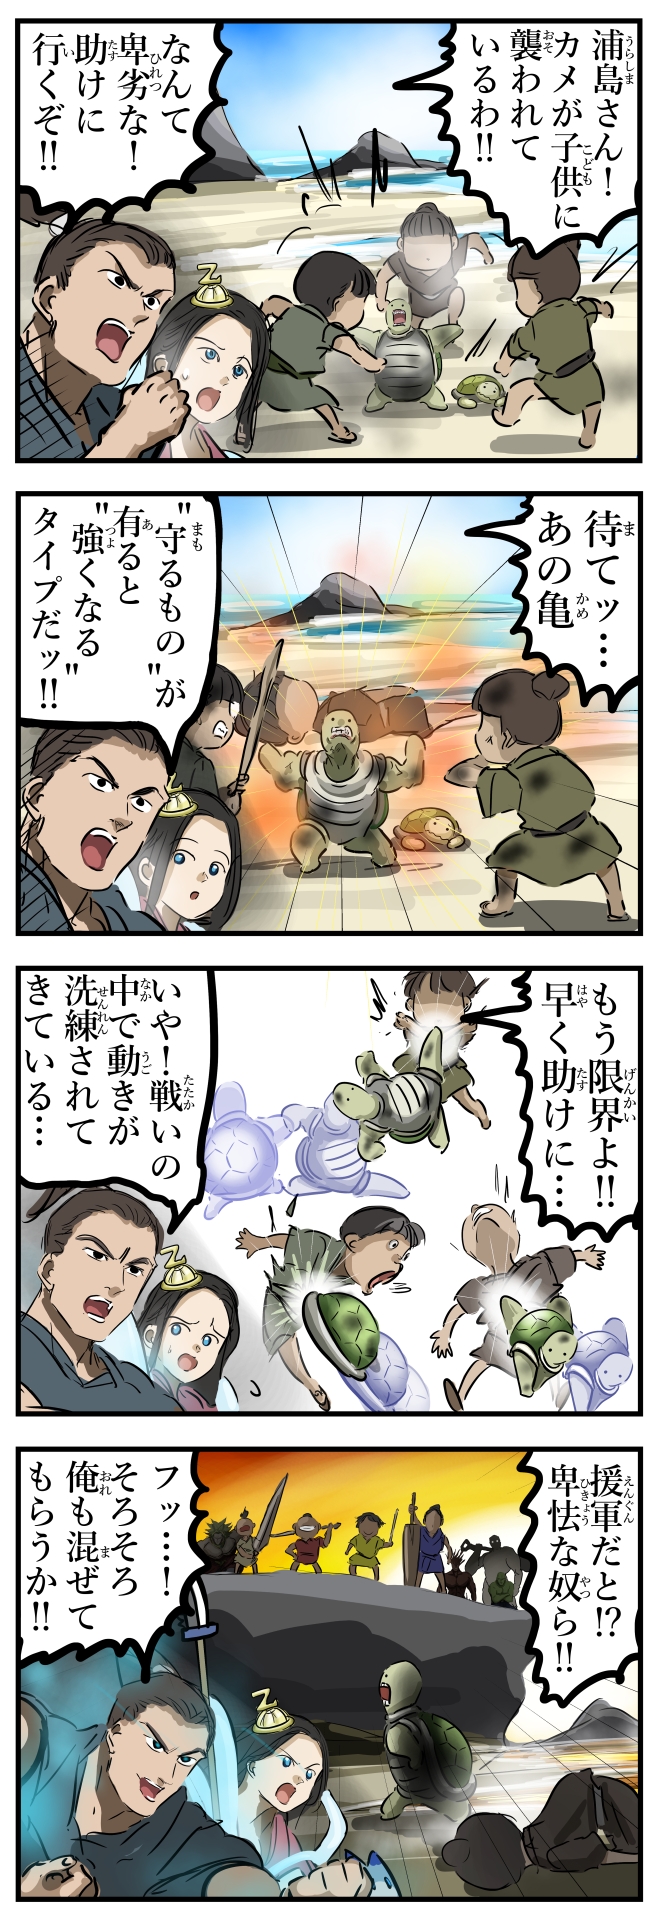 浦島さん！
カメが子供に
襲われて
いるわ!!
なんて
卑劣な！
助けに
行くぞ!!
待てッ…
あの亀
"守るもの"が
有ると
"強くなる"
タイプだッ!!
もう限界よ!!
早く助けに…
いや！戦いの
中で動きが
洗練されて
きている…
援軍だと!?
卑怯な奴ら!!
フッ…！
そろそろ
俺も混ぜて
もらうか!!